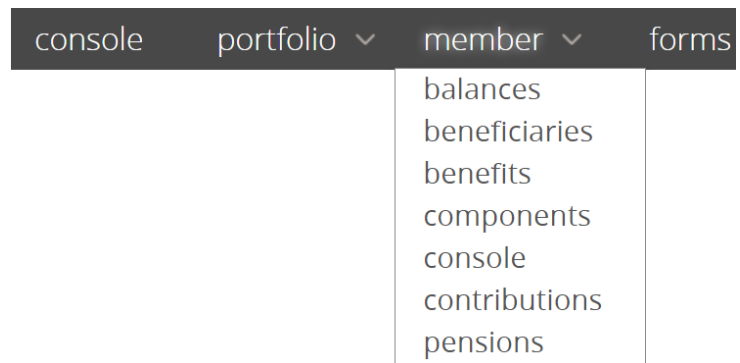 console portfolio member forms
balances
beneficiaries
benefits
components
console
contributions
pensions